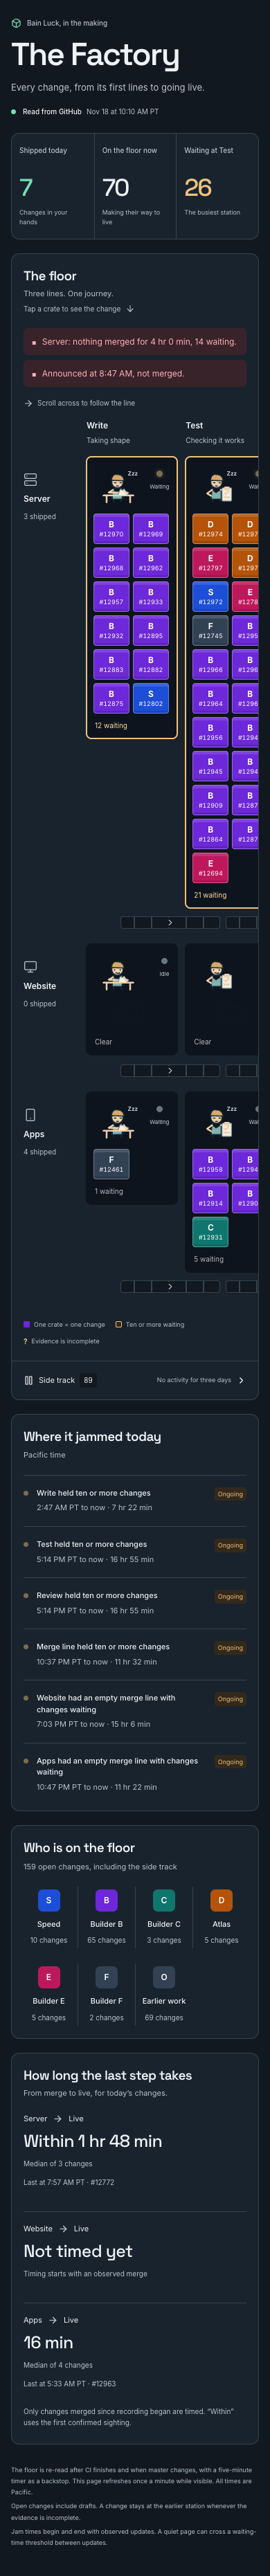 Bain Luck, in the making
The Factory
Every change, from its first lines to going live.
Read from GitHub Nov 18 at 10:10 AM PT
Shipped today
7
Changes in your
hands
On the floor now
70
Making their way to
live
Waiting at Test
26
The busiest station
The floor
Three lines. One journey.
Tap a crate to see the change
Server: nothing merged for 4 hr 0 min, 14 waiting.
Announced at 8:47 AM, not merged.
Scroll across to follow the line
Write
Taking shape
Test
Checking it works
Server
3 shipped
Zzz
Waiting
B #12970
B #12969
B #12968
B #12962
B #12957
B #12933
B #12932
B #12895
B #12883
B #12882
B #12875
S #12802
12 waiting
Zzz
Wai
D #12974
D #1297
E #12797
D #1297
S #12972
E #1278
F #12745
B #1295
B #12966
B #1296
B #12964
B #1296
B #12956
B #1294
B #12945
B #1294
B #12909
B #1287
B #12864
B #1287
E #12694
21 waiting
Website
0 shipped
Idle
Clear
Clear
Apps
4 shipped
Zzz
Waiting
F #12461
1 waiting
Zzz
Wai
B #12958
B #1294
B #12914
B #1290
C #12931
5 waiting
One crate = one change
Ten or more waiting
? Evidence is incomplete
Side track 89
No activity for three days
Where it jammed today
Pacific time
Write held ten or more changes
Ongoing
2:47 AM PT to now · 7 hr 22 min
Test held ten or more changes
Ongoing
5:14 PM PT to now · 16 hr 55 min
Review held ten or more changes
Ongoing
5:14 PM PT to now · 16 hr 55 min
Merge line held ten or more changes
Ongoing
10:37 PM PT to now · 11 hr 32 min
Website had an empty merge line with
changes waiting
Ongoing
7:03 PM PT to now · 15 hr 6 min
Apps had an empty merge line with changes
waiting
Ongoing
10:47 PM PT to now · 11 hr 22 min
Who is on the floor
159 open changes, including the side track
S
Speed
10 changes
B
Builder B
65 changes
C
Builder C
3 changes
D
Atlas
5 changes
E
Builder E
5 changes
F
Builder F
2 changes
O
Earlier work
69 changes
How long the last step takes
From merge to live, for today's changes.
Server → Live
Within 1 hr 48 min
Median of 3 changes
Last at 7:57 AM PT · #12772
Website → Live
Not timed yet
Timing starts with an observed merge
Apps → Live
16 min
Median of 4 changes
Last at 5:33 AM PT · #12963
Only changes merged since recording began are timed. "Within"
uses the first confirmed sighting.
The floor is re-read after CI finishes and when master changes, with a five-minute
timer as a backstop. This page refreshes once a minute while visible. All times are
Pacific.
Open changes include drafts. A change stays at the earlier station whenever the
evidence is incomplete.
Jam times begin and end with observed updates. A quiet page can cross a waiting-
time threshold between updates.